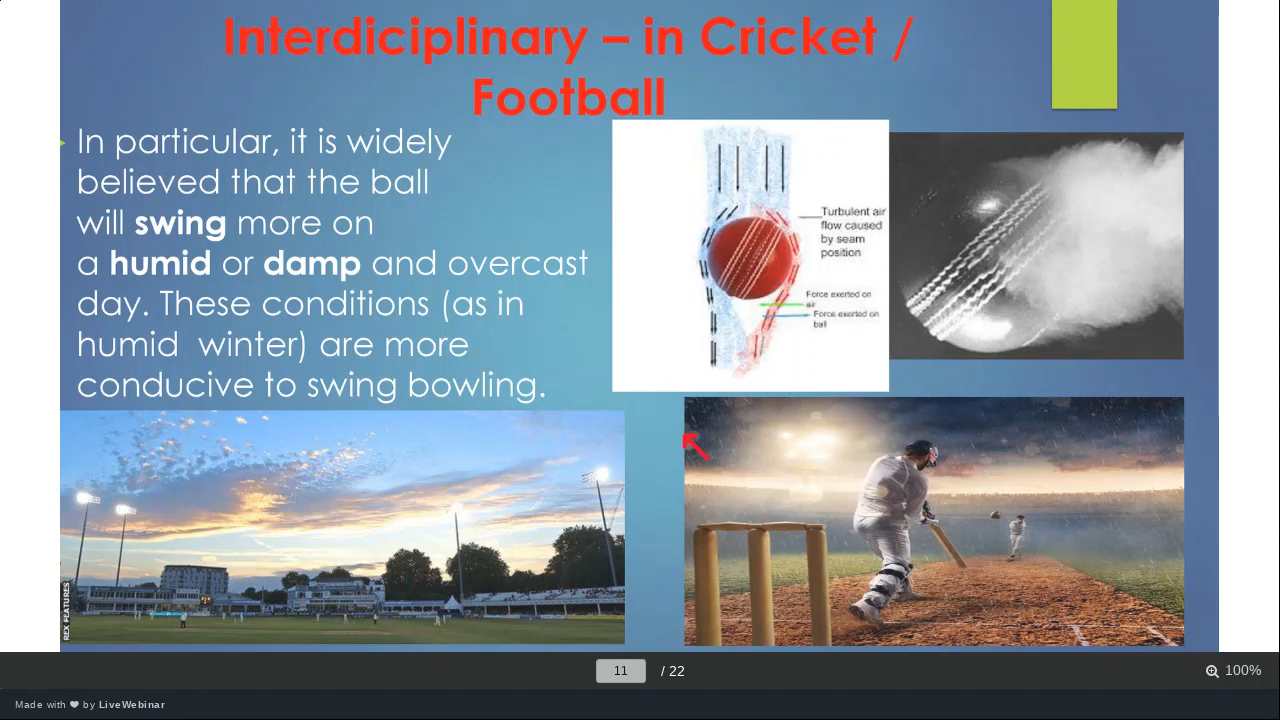 Interdiciplinary – in Cricket /
Football
In particular, it is widely
believed that the ball
will swing more on
a humid or damp and overcast
day. These conditions (as in
humid  winter) are more
conducive to swing bowling.
Turbulent air
flow caused
by seam
position
Force exerted on
air
Force exerted on
ball
REX FEATURES
11 / 22
100%
Made with ❤ by LiveWebinar